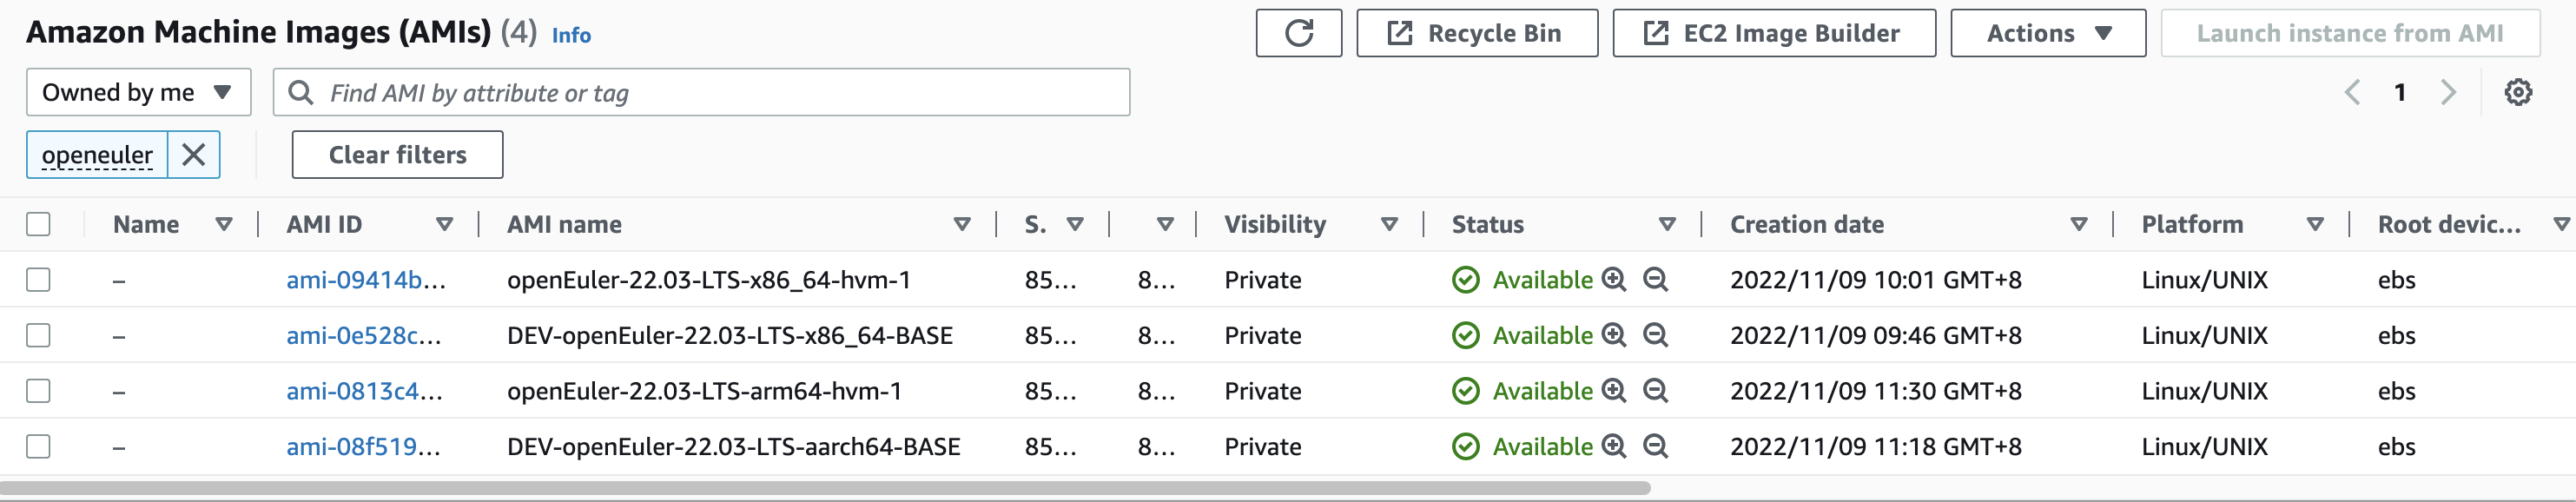 Amazon Machine Images (AMIs) (4) Info Recycle Bin EC2 Image Builder Actions Launch instance from AMI
Owned by me Find AMI by attribute or tag 1
openeuler Clear filters
Name AMI ID AMI name S. Visibility Status Creation date Platform Root devic...
– ami-09414b... openEuler-22.03-LTS-x86_64-hvm-1 85... 8... Private Available 2022/11/09 10:01 GMT+8 Linux/UNIX ebs
– ami-0e528c... DEV-openEuler-22.03-LTS-x86_64-BASE 85... 8... Private Available 2022/11/09 09:46 GMT+8 Linux/UNIX ebs
– ami-0813c4... openEuler-22.03-LTS-arm64-hvm-1 85... 8... Private Available 2022/11/09 11:30 GMT+8 Linux/UNIX ebs
– ami-08f519... DEV-openEuler-22.03-LTS-aarch64-BASE 85... 8... Private Available 2022/11/09 11:18 GMT+8 Linux/UNIX ebs